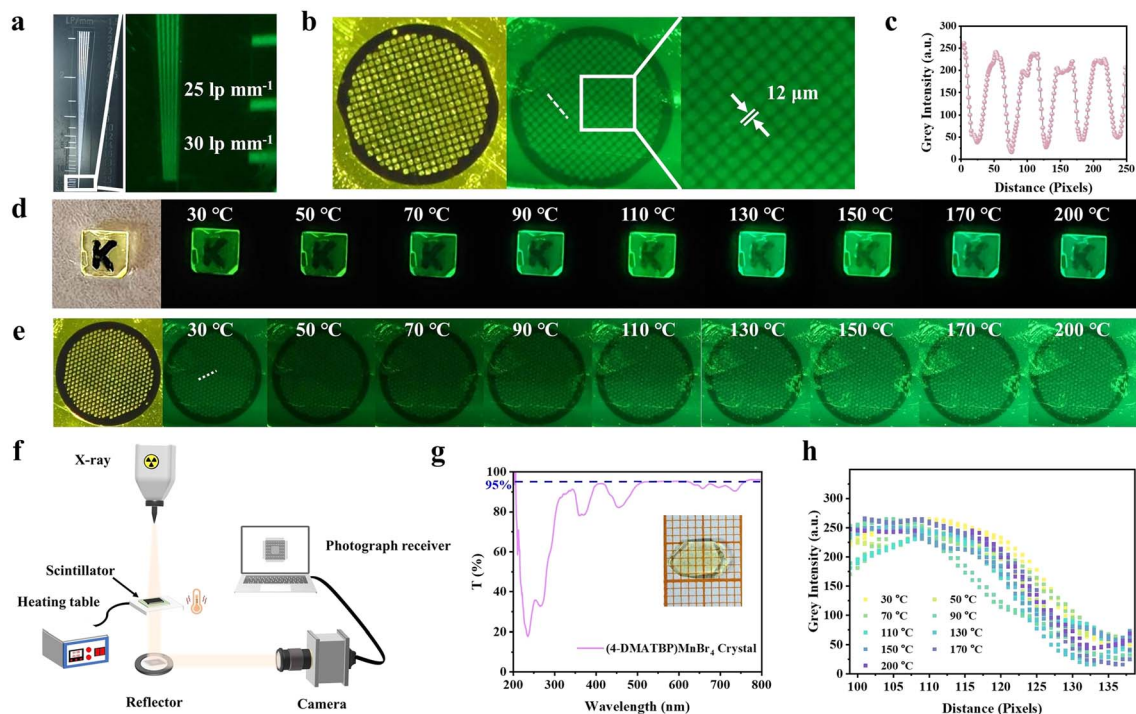 a
LP/mm
25 lp mm⁻¹
30 lp mm⁻¹
b
12 μm
c
Grey Intensity (a.u.)
300
250
200
150
100
50
0
0 50 100 150 200 250
Distance (Pixels)
d
K
30 °C 50 °C 70 °C 90 °C 110 °C 130 °C 150 °C 170 °C 200 °C
K K K K K K K K K
e
30 °C 50 °C 70 °C 90 °C 110 °C 130 °C 150 °C 170 °C 200 °C
f
X-ray
Scintillator
Heating table
Reflector
Photograph receiver
Camera
g
T (%)
100
95%
80
60
40
20
0
(4-DMATBP)MnBr₄ Crystal
200 300 400 500 600 700 800
Wavelength (nm)
h
Grey Intensity (a.u.)
350
300
250
200
150
100
50
0
30 °C 50 °C
70 °C 90 °C
110 °C 130 °C
150 °C 170 °C
200 °C
100 105 110 115 120 125 130 135
Distance (Pixels)